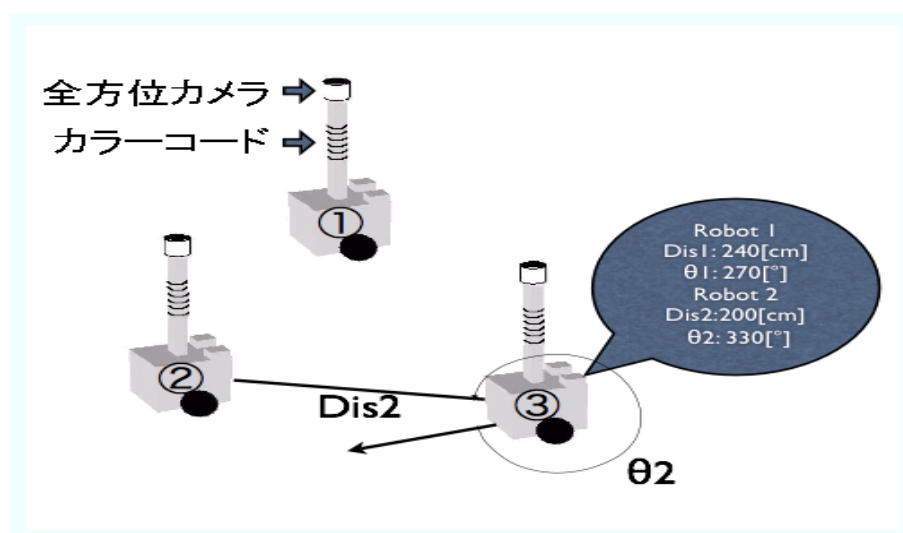 全方位カメラ
カラーコード
①
Robot 1
Dis1: 240[cm]
θ1: 270[°]
Robot 2
Dis2:200[cm]
θ2: 330[°]
②
③
Dis2
θ2